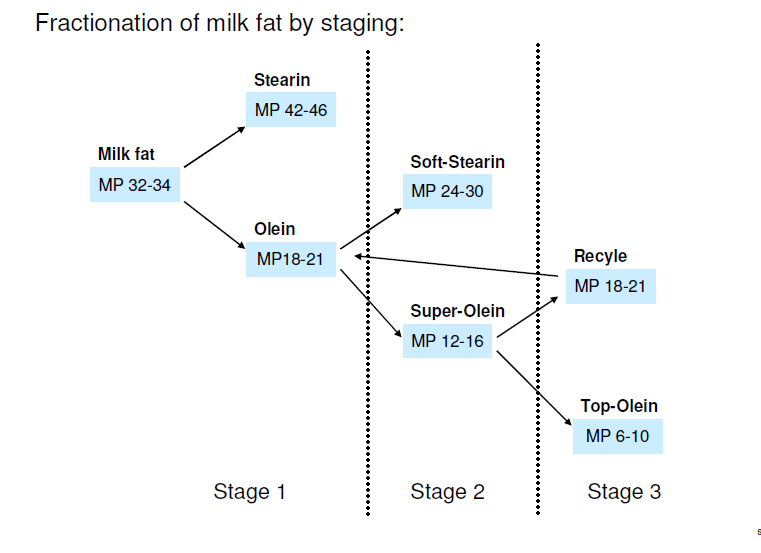 Fractionation of milk fat by staging:
Stearin
MP 42-46
Milk fat
MP 32-34
Olein
MP18-21
Soft-Stearin
MP 24-30
Super-Olein
MP 12-16
Recyle
MP 18-21
Top-Olein
MP 6-10
Stage 1
Stage 2
Stage 3
s